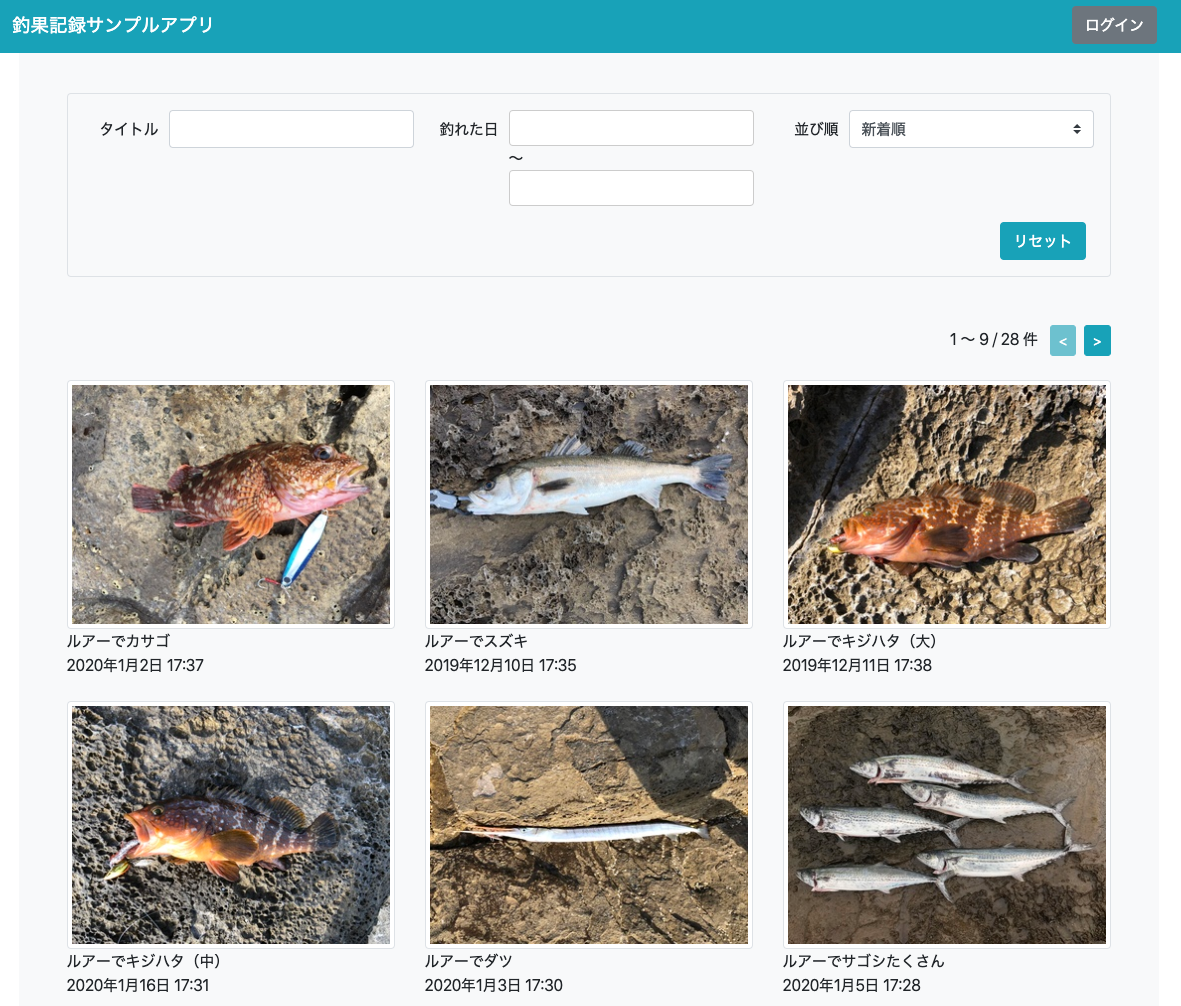 釣果記録サンプルアプリ
ログイン
タイトル
釣れた日
〜
並び順
新着順
リセット
1 〜 9 / 28 件
<
>
ルアーでカサゴ
2020年1月2日 17:37
ルアーでスズキ
2019年12月10日 17:35
ルアーでキジハタ（大）
2019年12月11日 17:38
ルアーでキジハタ（中）
2020年1月16日 17:31
ルアーでダツ
2020年1月3日 17:30
ルアーでサゴシたくさん
2020年1月5日 17:28